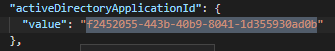 "activeDirectoryApplicationId": {
"value": "f2452055-443b-40b9-8041-1d355930ad0b"
},